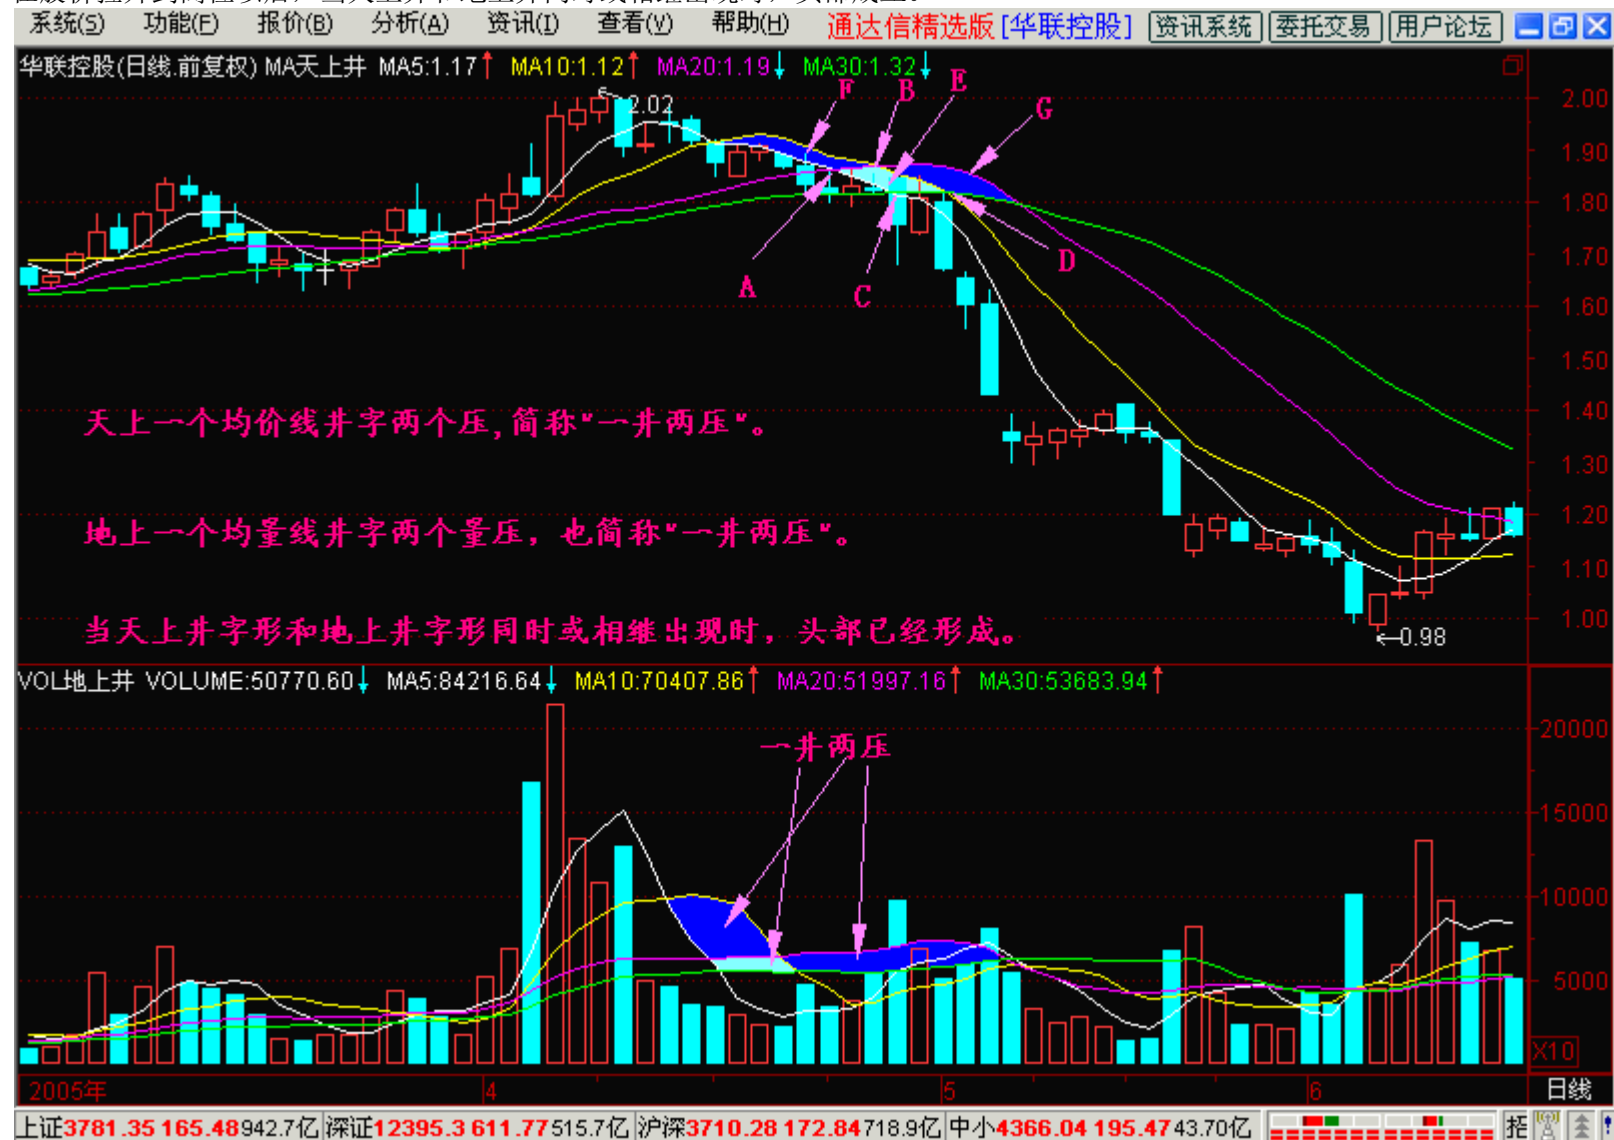 系统(S) 功能(F) 报价(B) 分析(A) 资讯(I) 查看(V) 帮助(H) 通达信精选版 [华联控股] 资讯系统 委托交易 用户论坛
华联控股(日线.前复权) MA天上井 MA5:1.17↑ MA10:1.12↑ MA20:1.19↓ MA30:1.32↓
F B E G
2.02
2.00
1.90
1.80
1.70
A C D
1.60
1.50
1.40
天上一个均价线井字两个压,简称"一井两压"。
1.30
1.20
地上一个均量线井字两个量压，也简称"一井两压"。
1.10
1.00
当天上井字形和地上井字形同时或相继出现时，头部已经形成。
0.98
VOL地上井 VOLUME:50770.60↓ MA5:84216.64↓ MA10:70407.86↑ MA20:51997.16↑ MA30:53683.94↑
20000
一井两压
15000
10000
5000
X10
2005年 4 5 6 日线
上证3781.35 165.48 942.7亿 深证12395.3 611.77 515.7亿 沪深3710.28 172.84 718.9亿 中小4366.04 195.47 43.70亿